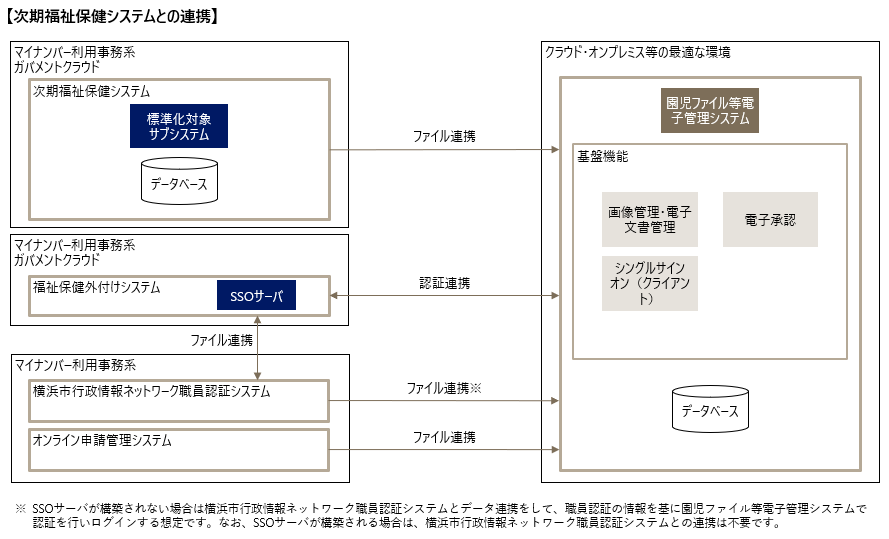 【次期福祉保健システムとの連携】
マイナンバー利用事務系
ガバメントクラウド
次期福祉保健システム
標準化対象
サブシステム
データベース
ファイル連携
クラウド・オンプレミス等の最適な環境
園児ファイル等電
子管理システム
基盤機能
画像管理・電子
文書管理
電子承認
シングルサイン
オン（クライアン
ト）
マイナンバー利用事務系
ガバメントクラウド
福祉保健外付けシステム
SSOサーバ
認証連携
ファイル連携
マイナンバー利用事務系
横浜市行政情報ネットワーク職員認証システム
ファイル連携※
オンライン申請管理システム
ファイル連携
データベース
※ SSOサーバが構築されない場合は横浜市行政情報ネットワーク職員認証システムとデータ連携をして、職員認証の情報を基に園児ファイル等電子管理システムで
認証を行いログインする想定です。なお、SSOサーバが構築される場合は、横浜市行政情報ネットワーク職員認証システムとの連携は不要です。